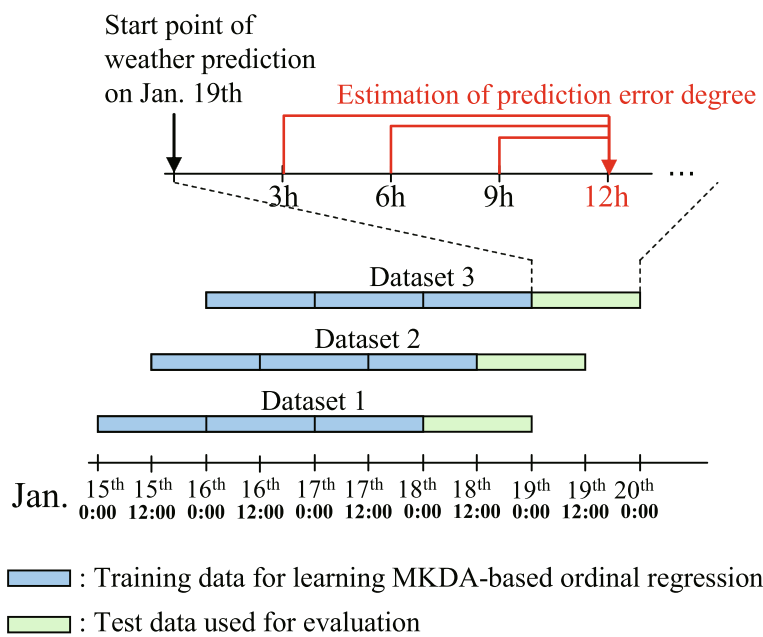 Start point of
weather prediction
on Jan. 19th
Estimation of prediction error degree
3h 6h 9h 12h ...
Dataset 3
Dataset 2
Dataset 1
Jan. 15th 15th 16th 16th 17th 17th 18th 18th 19th 19th 20th
0:00 12:00 0:00 12:00 0:00 12:00 0:00 12:00 0:00 12:00 0:00
: Training data for learning MKDA-based ordinal regression
: Test data used for evaluation